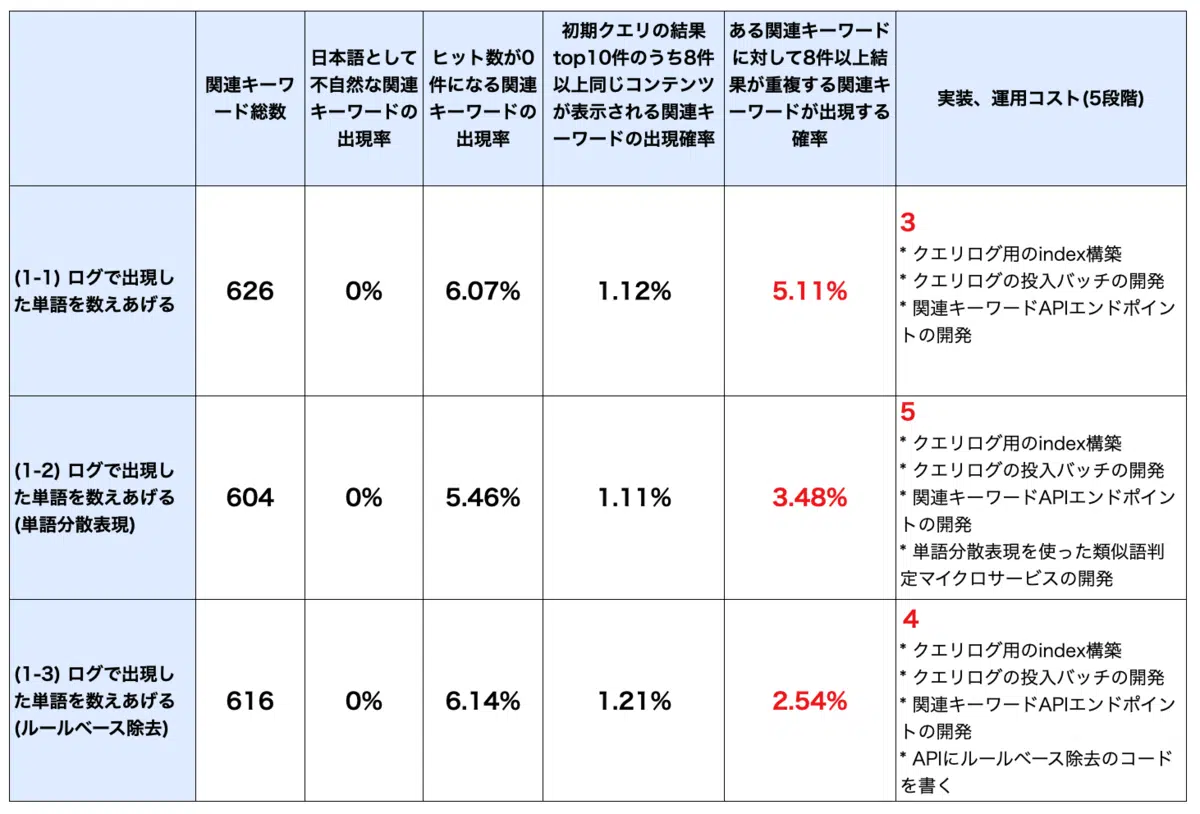 関連キーワ
ード総数
日本語として
不自然な関連
キーワードの
出現率
ヒット数が0
件になる関連
キーワードの
出現率
初期クエリの結果
top10件のうち8件
以上同じコンテンツ
が表示される関連キ
ーワードの出現確率
ある関連キーワード
に対して8件以上結
果が重複する関連キ
ーワードが出現する
確率
実装、運用コスト(5段階)
(1-1) ログで出現し
た単語を数えあげる
626
0%
6.07%
1.12%
5.11%
3
* クエリログ用のindex構築
* クエリログの投入バッチの開発
* 関連キーワードAPIエンドポイン
トの開発
(1-2) ログで出現し
た単語を数えあげる
(単語分散表現)
604
0%
5.46%
1.11%
3.48%
5
* クエリログ用のindex構築
* クエリログの投入バッチの開発
* 関連キーワードAPIエンドポイン
トの開発
* 単語分散表現を使った類似語判
定マイクロサービスの開発
(1-3) ログで出現し
た単語を数えあげる
(ルールベース除去)
616
0%
6.14%
1.21%
2.54%
4
* クエリログ用のindex構築
* クエリログの投入バッチの開発
* 関連キーワードAPIエンドポイン
トの開発
* APIにルールベース除去のコード
を書く